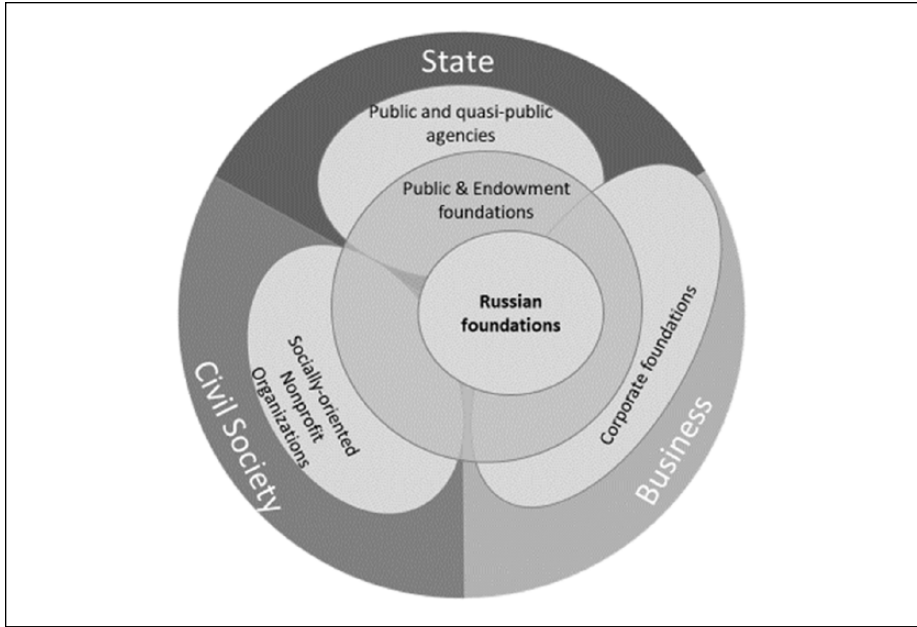 State
Public and quasi-public
agencies
Public & Endowment
foundations
Russian
foundations
Socially-oriented
Nonprofit
Organizations
Corporate foundations
Civil Society
Business